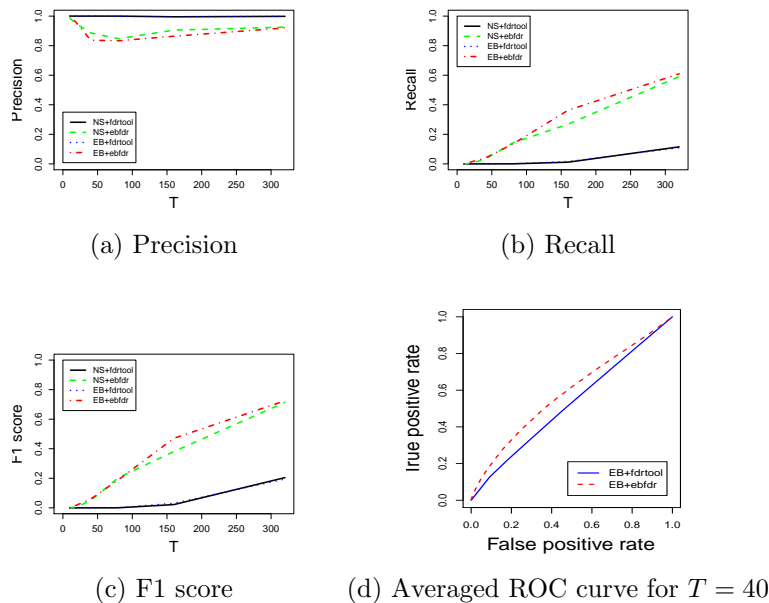 Precision
0.0 0.2 0.4 0.6 0.8 1.0
NS+fdrtool
NS+ebfdr
EB+fdrtool
EB+ebfdr
0 50 100 150 200 250 300
T
(a) Precision
Recall
0.0 0.2 0.4 0.6 0.8 1.0
NS+fdrtool
NS+ebfdr
EB+fdrtool
EB+ebfdr
0 50 100 150 200 250 300
T
(b) Recall
F1 score
0.0 0.2 0.4 0.6 0.8 1.0
NS+fdrtool
NS+ebfdr
EB+fdrtool
EB+ebfdr
0 50 100 150 200 250 300
T
(c) F1 score
True positive rate
0.0 0.2 0.4 0.6 0.8 1.0
EB+fdrtool
EB+ebfdr
0.0 0.2 0.4 0.6 0.8 1.0
False positive rate
(d) Averaged ROC curve for T = 40